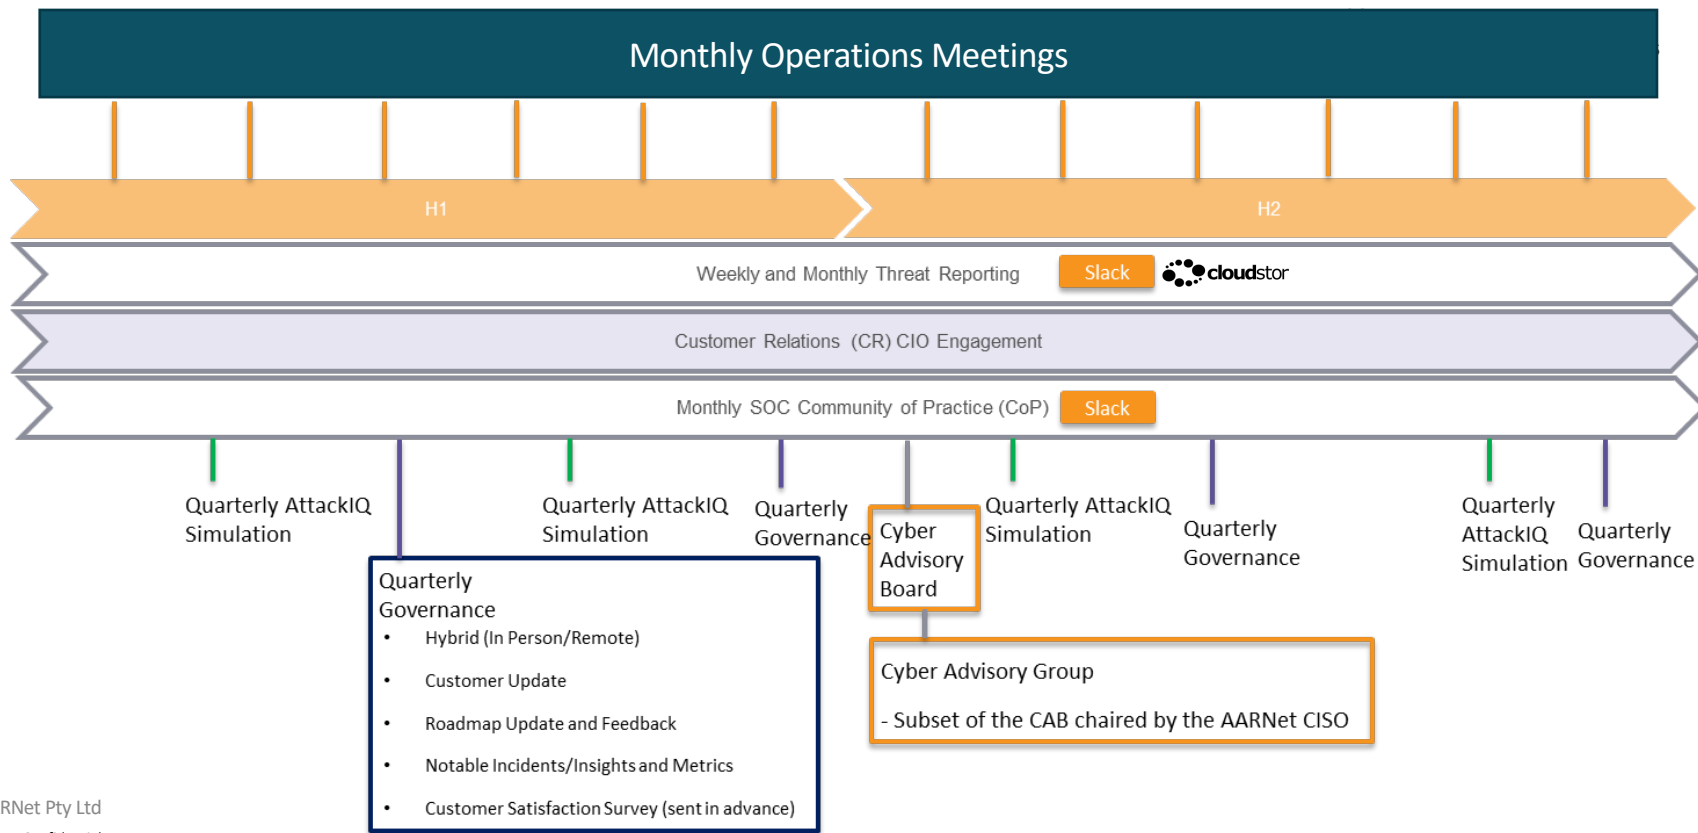 Monthly Operations Meetings
H1
H2
Weekly and Monthly Threat Reporting
Slack
cloudstor
Customer Relations (CR) CIO Engagement
Monthly SOC Community of Practice (CoP)
Slack
Quarterly AttackIQ
Simulation
Quarterly AttackIQ
Simulation
Quarterly
Governance
Cyber
Advisory
Board
Quarterly AttackIQ
Simulation
Quarterly
Governance
Quarterly
AttackIQ
Simulation
Quarterly
Governance
Quarterly
Governance
• Hybrid (In Person/Remote)
• Customer Update
• Roadmap Update and Feedback
• Notable Incidents/Insights and Metrics
• Customer Satisfaction Survey (sent in advance)
Cyber Advisory Group
- Subset of the CAB chaired by the AARNet CISO
RNet Pty Ltd